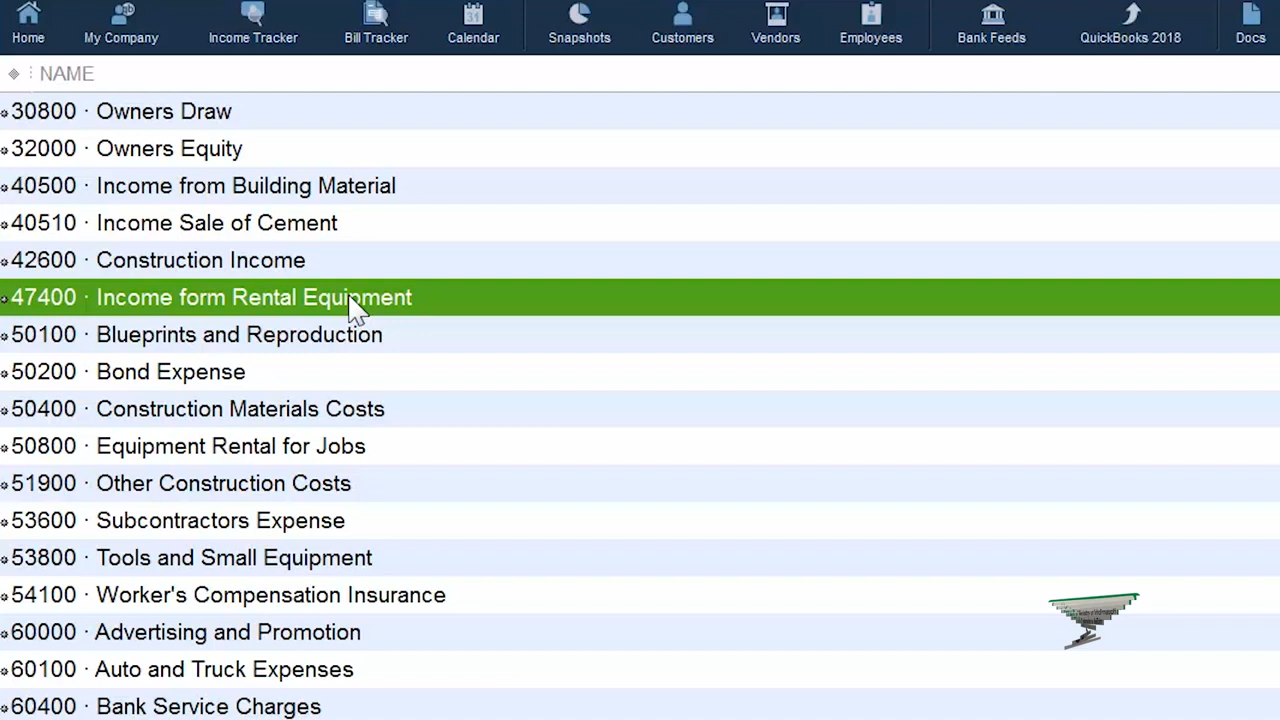 Home My Company Income Tracker Bill Tracker Calendar Snapshots Customers Vendors Employees Bank Feeds QuickBooks 2018 Docs
NAME
30800 · Owners Draw
32000 · Owners Equity
40500 · Income from Building Material
40510 · Income Sale of Cement
42600 · Construction Income
47400 · Income form Rental Equipment
50100 · Blueprints and Reproduction
50200 · Bond Expense
50400 · Construction Materials Costs
50800 · Equipment Rental for Jobs
51900 · Other Construction Costs
53600 · Subcontractors Expense
53800 · Tools and Small Equipment
54100 · Worker's Compensation Insurance
60000 · Advertising and Promotion
60100 · Auto and Truck Expenses
60400 · Bank Service Charges